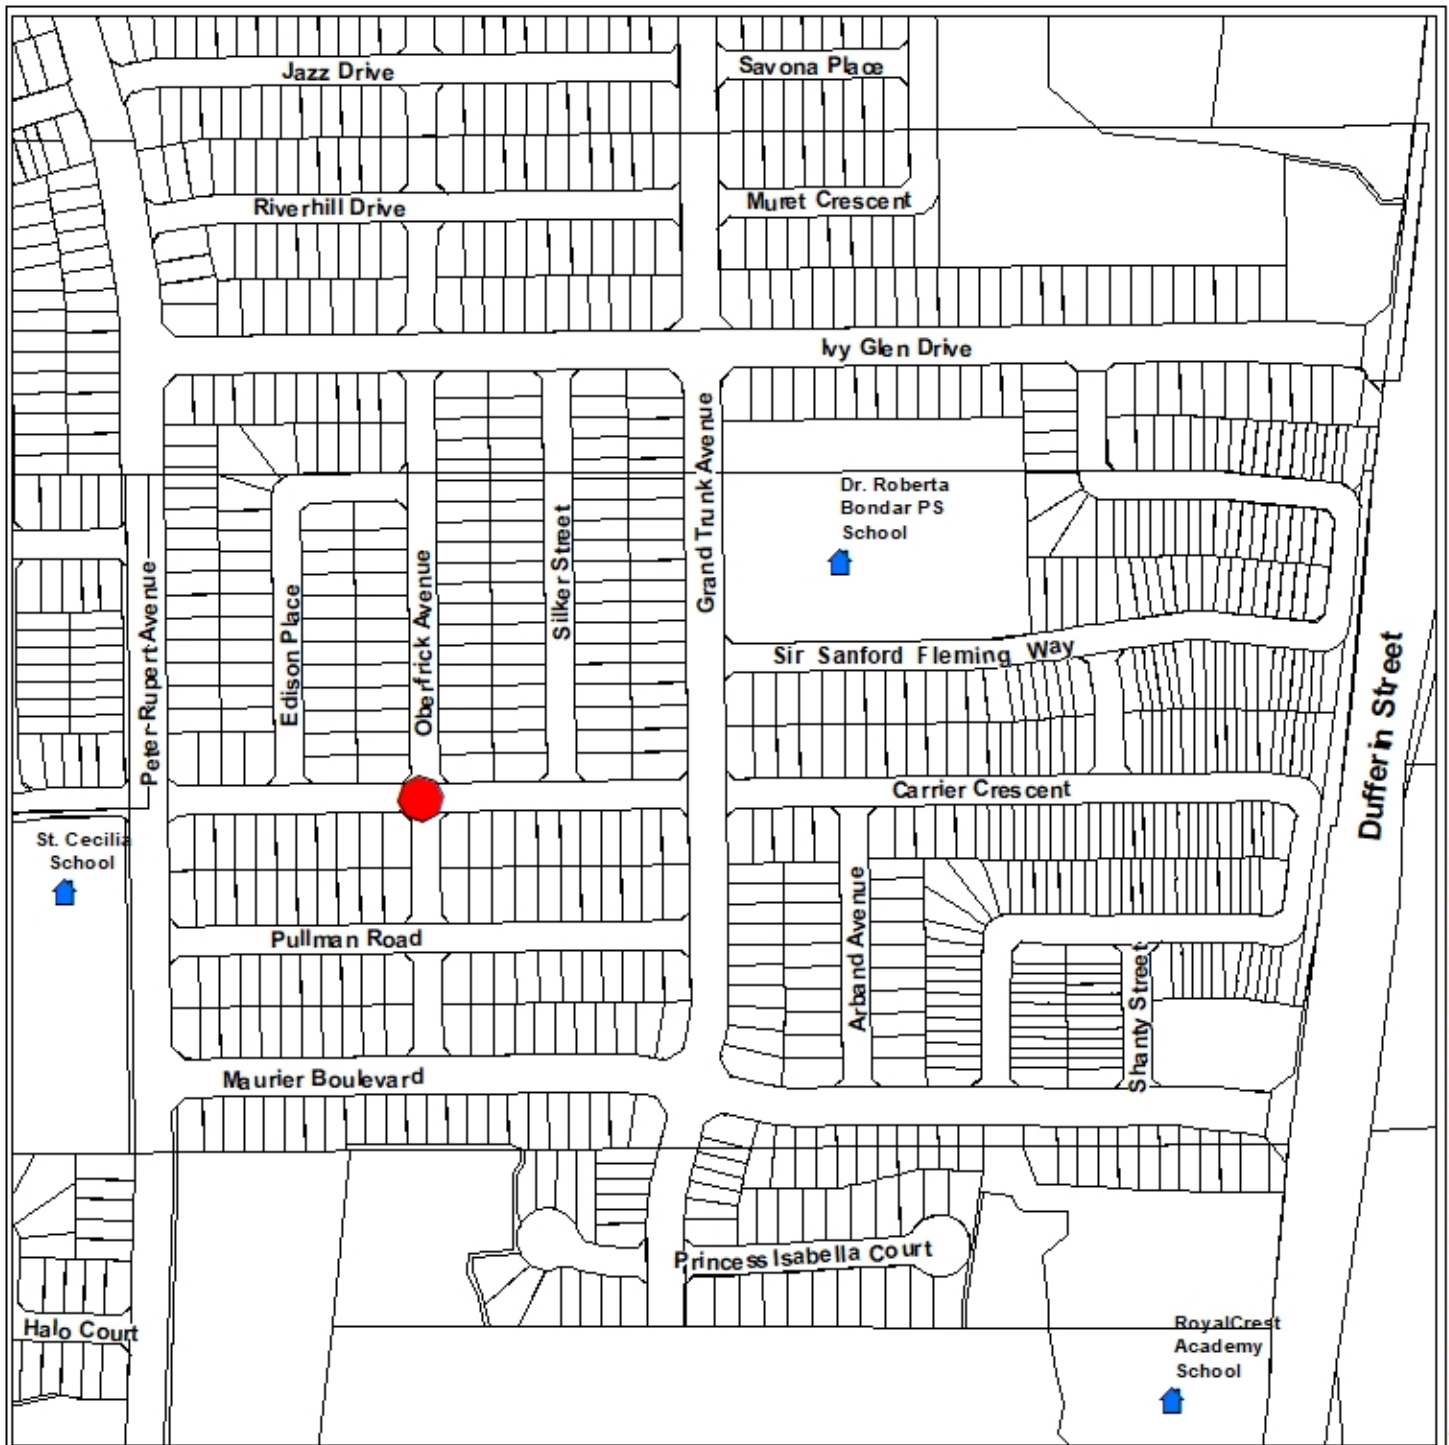 Jazz Drive
Savona Place
Riverhill Drive
Muret Crescent
Ivy Glen Drive
Grand Trunk Avenue
Dr. Roberta
Bondar PS
School
Silker Street
Oberfrick Avenue
Edison Place
Peter-Rupert Avenue
Sir Sanford Fleming Way
Dufferin Street
Carrier Crescent
St. Cecilia
School
Arband Avenue
Pullman Road
Shanty Street
Maurier Boulevard
Princess Isabella Court
Halo Court
RoyalCrest
Academy
School